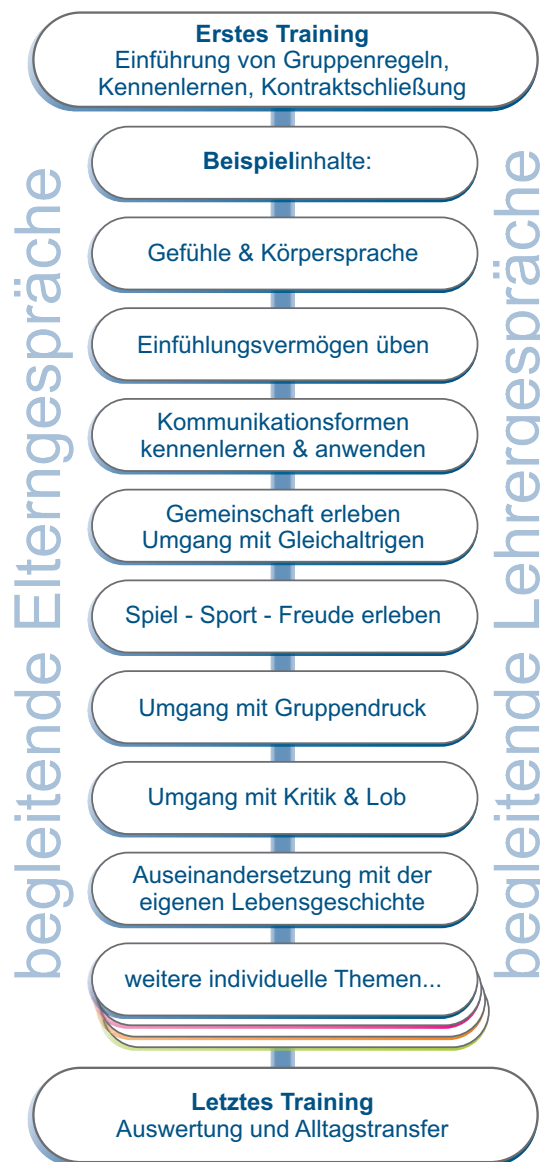 Erstes Training
Einführung von Gruppenregeln,
Kennenlernen, Kontraktschließung
Beispielinhalte:
Gefühle & Körpersprache
Einfühlungsvermögen üben
Kommunikationsformen
kennenlernen & anwenden
Gemeinschaft erleben
Umgang mit Gleichaltrigen
Spiel - Sport - Freude erleben
Umgang mit Gruppendruck
Umgang mit Kritik & Lob
Auseinandersetzung mit der
eigenen Lebensgeschichte
weitere individuelle Themen...
Letztes Training
Auswertung und Alltagstransfer
begleitende Elterngespräche
begleitende Lehrergespräche